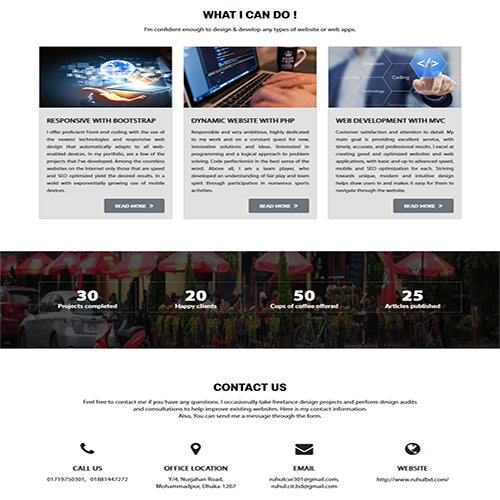 WHAT I CAN DO !
I'm confident enough to design & develop any types of website or web apps.
RESPONSIVE WITH BOOTSTRAP
I offer proficient front-end coding with the use
of the newest technologies and responsive web
design that automatically adapts to all web-
enabled devices. In my portfolio, are a few of the
projects that I've developed. Among the countless
websites on the Internet only those that are speed
and SEO optimized yield the desired results. In a
wold with exponentially growing use of mobile
devices.
READ MORE »
DYNAMIC WEBSITE WITH PHP
Responsible and very ambitious, highly dedicated
to my work and on a constant quest for new,
innovative solutions and ideas. Interested in
programming and a logical approach to problem
solving. Code perfectionist in the best sense of the
word. Above all, I am a team player, who
developed an understanding of fair play and team
spirit through participation in numerous sports
activities.
READ MORE »
Coding
WEB DEVELOPMENT WITH MVC
Customer satisfaction and attention to detail. My
main goal is providing excellent service, with
timely, accurate, and professional results. I excel at
creating good and optimized websites and web
applications, with basic and up to advanced speed,
mobile and SEO optimization for each. Striving
towards unique, modern and intuitive design
helps draw users in and makes it easy for them to
navigate through the website.
READ MORE »
30
Projects completed
20
Happy clients
50
Cups of coffee offered
25
Articles published
CONTACT US
Feel free to contact me if you have any questions. I occasionally take freelance design projects and perform design audits
and consultations to help improve existing websites. Here is my contact information.
Also, You can send me a message through the form.
CALL US
01719750301, 01881447272
OFFICE LOCATION
Y/4, Nurjahan Road,
Mohammadpur, Dhaka-1207
EMAIL
ruhulcse301@gmail.com,
ruhul.cit.bd@gmail.com
WEBSITE
http://www.ruhulbd.com/